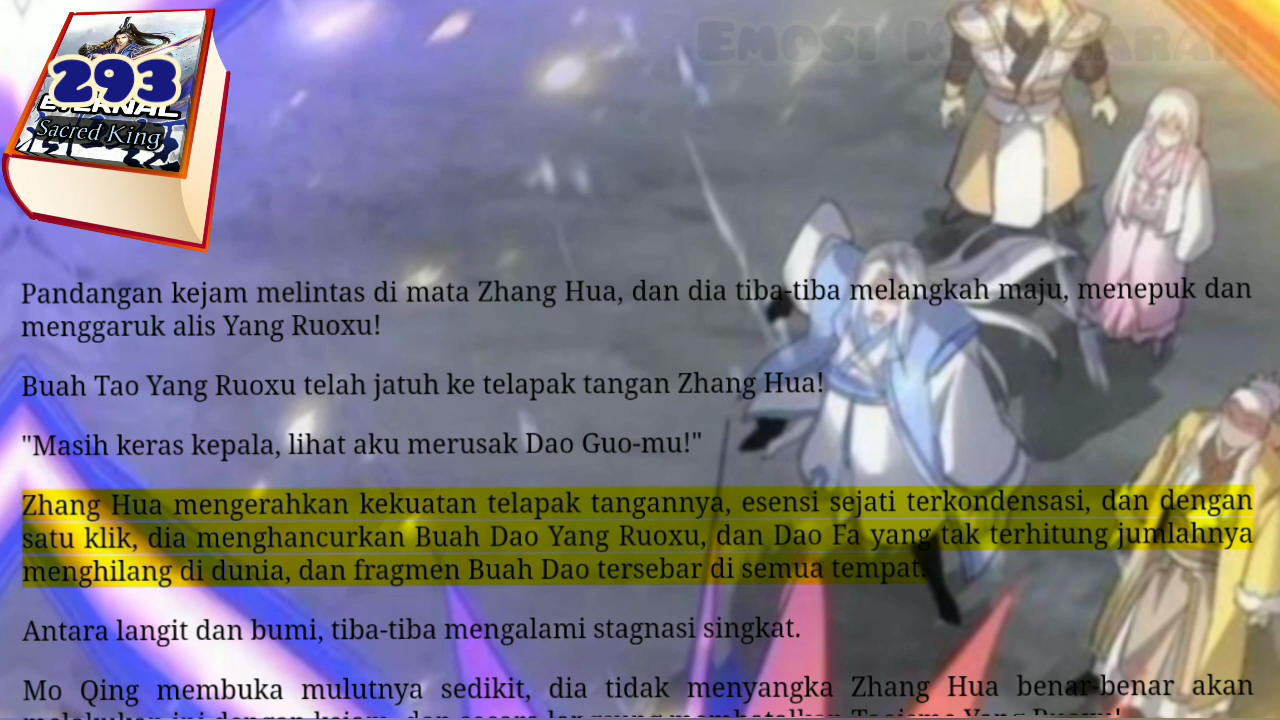 EMOSI
293
ETERNAL
Sacred King
Pandangan kejam melintas di mata Zhang Hua, dan dia tiba-tiba melangkah maju, menepuk dan
menggaruk alis Yang Ruoxu!
Buah Tao Yang Ruoxu telah jatuh ke telapak tangan Zhang Hua!
"Masih keras kepala, lihat aku merusak Dao Guo-mu!"
Zhang Hua mengerahkan kekuatan telapak tangannya, esensi sejati terkondensasi, dan dengan
satu klik, dia menghancurkan Buah Dao Yang Ruoxu, dan Dao Fa yang tak terhitung jumlahnya
menghilang di dunia, dan fragmen Buah Dao tersebar di semua tempat.
Antara langit dan bumi, tiba-tiba mengalami stagnasi singkat.
Mo Qing membuka mulutnya sedikit, dia tidak menyangka Zhang Hua benar-benar akan